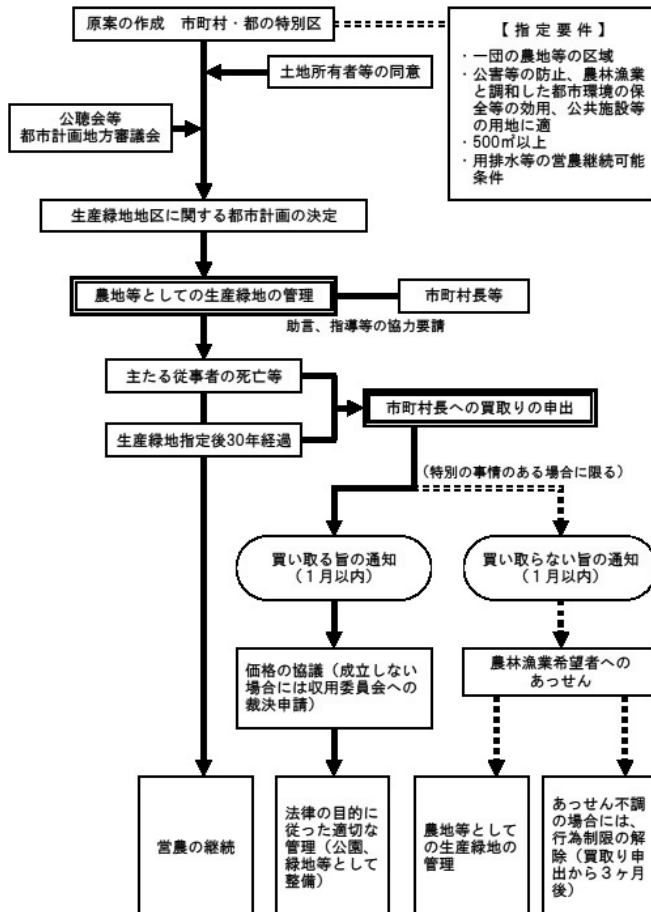 原案の作成　市町村・都の特別区
【 指 定 要 件 】
・一団の農地等の区域
・公害等の防止、農林漁業
と調和した都市環境の保
全等の効用、公共施設等
の用地に適
・500㎡以上
・用排水等の営農継続可能
条件
土地所有者等の同意
公聴会等
都市計画地方審議会
生産緑地地区に関する都市計画の決定
農地等としての生産緑地の管理
市町村長等
助言、指導等の協力要請
主たる従事者の死亡等
市町村長への買取りの申出
生産緑地指定後30年経過
（特別の事情のある場合に限る）
買い取る旨の通知
（１月以内）
買い取らない旨の通知
（１月以内）
価格の協議（成立しない
場合には収用委員会への
裁決申請）
農林漁業希望者への
あっせん
営農の継続
法律の目的に
従った適切な
管理（公園、
緑地等として
整備）
農地等として
の生産緑地の
管理
あっせん不調
の場合には、
行為制限の解
除（買取り申
出から３ヶ月
後）